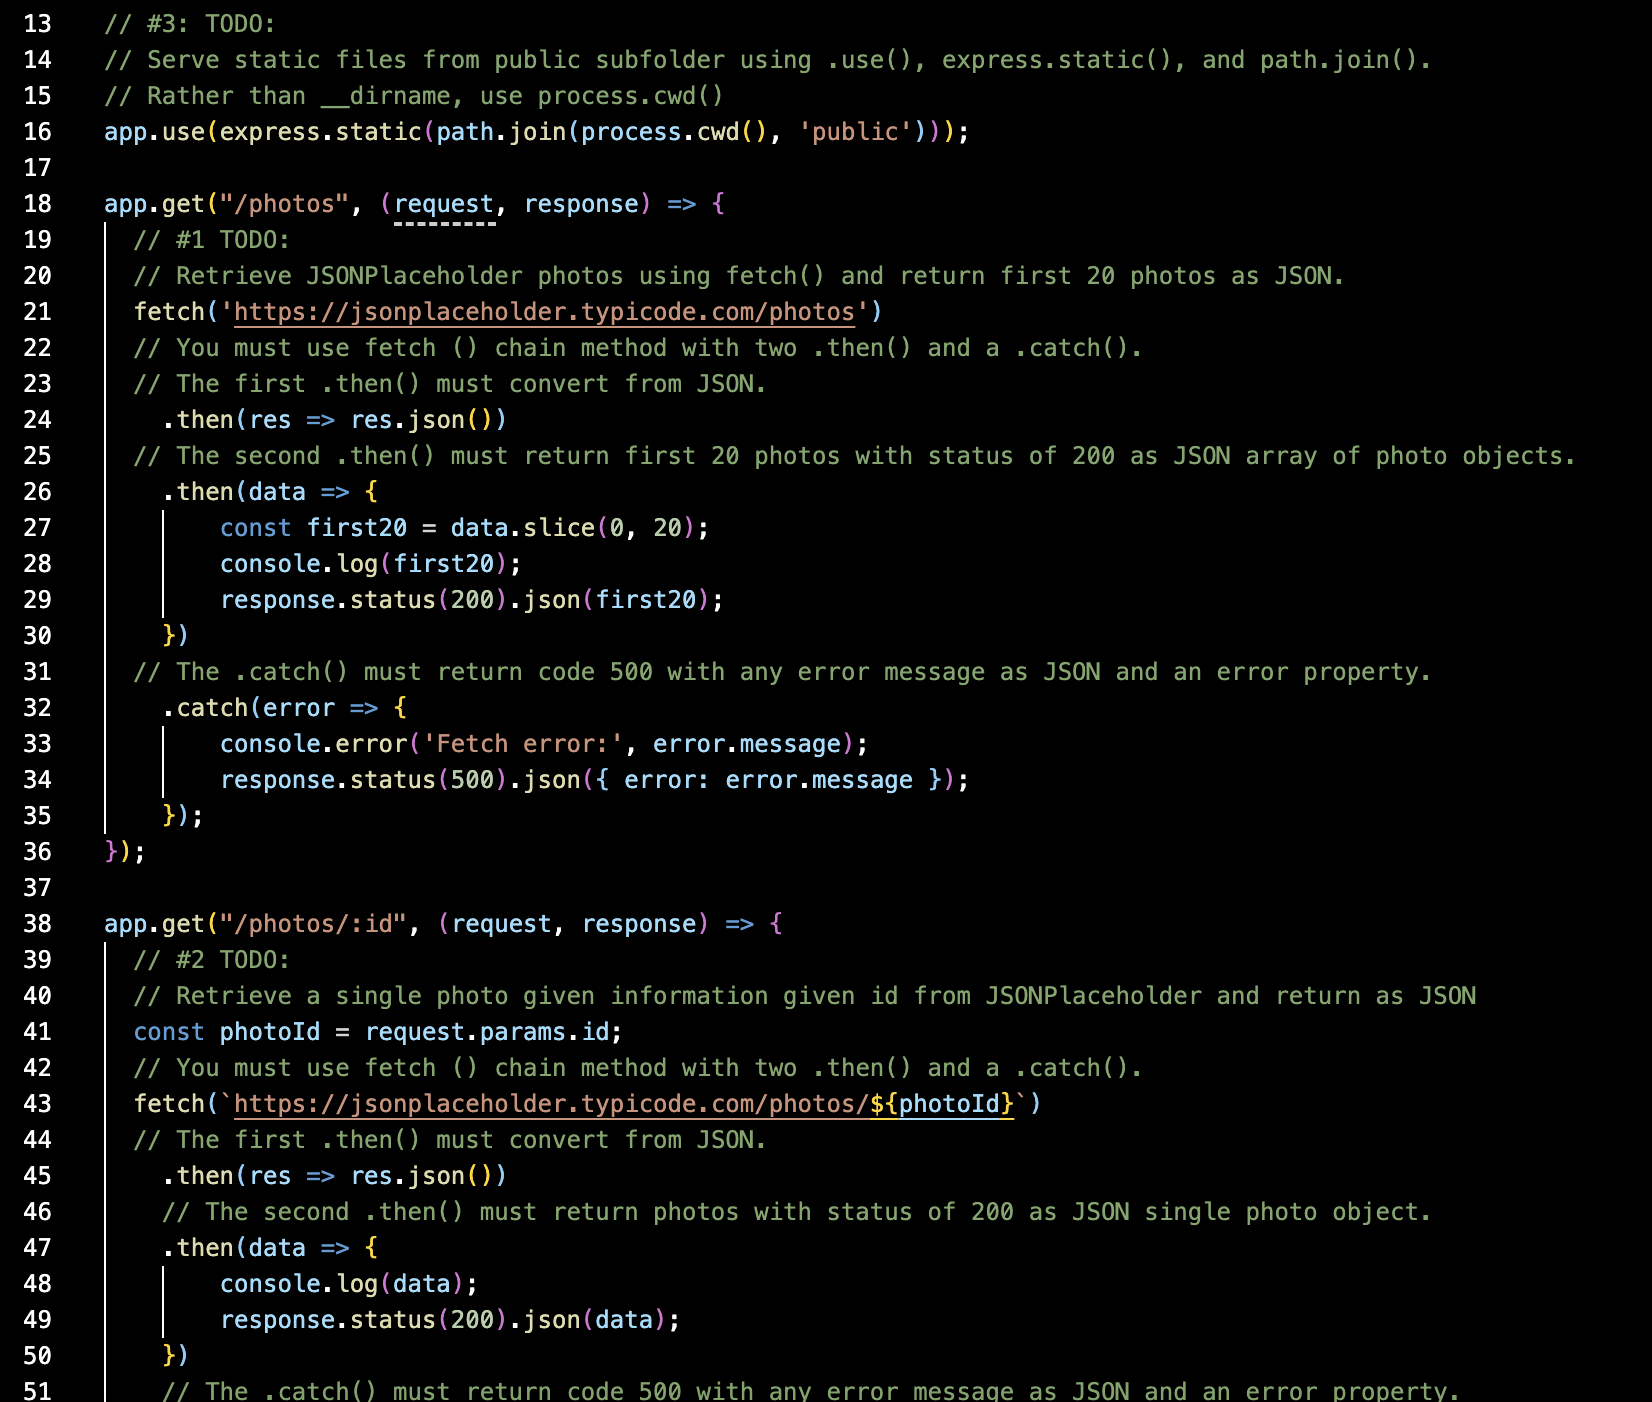 13 // #3: TODO:
14 // Serve static files from public subfolder using .use(), express.static(), and path.join().
15 // Rather than __dirname, use process.cwd()
16 app.use(express.static(path.join(process.cwd(), 'public')));
17
18 app.get("/photos", (request, response) => {
19   // #1 TODO:
20   // Retrieve JSONPlaceholder photos using fetch() and return first 20 photos as JSON.
21   fetch('https://jsonplaceholder.typicode.com/photos')
22   // You must use fetch () chain method with two .then() and a .catch().
23   // The first .then() must convert from JSON.
24     .then(res => res.json())
25   // The second .then() must return first 20 photos with status of 200 as JSON array of photo objects.
26     .then(data => {
27         const first20 = data.slice(0, 20);
28         console.log(first20);
29         response.status(200).json(first20);
30     })
31   // The .catch() must return code 500 with any error message as JSON and an error property.
32     .catch(error => {
33         console.error('Fetch error:', error.message);
34         response.status(500).json({ error: error.message });
35     });
36 });
37
38 app.get("/photos/:id", (request, response) => {
39   // #2 TODO:
40   // Retrieve a single photo given information given id from JSONPlaceholder and return as JSON
41   const photoId = request.params.id;
42   // You must use fetch () chain method with two .then() and a .catch().
43   fetch(`https://jsonplaceholder.typicode.com/photos/${photoId}`)
44   // The first .then() must convert from JSON.
45     .then(res => res.json())
46     // The second .then() must return photos with status of 200 as JSON single photo object.
47     .then(data => {
48         console.log(data);
49         response.status(200).json(data);
50     })
51     // The .catch() must return code 500 with any error message as JSON and an error property.